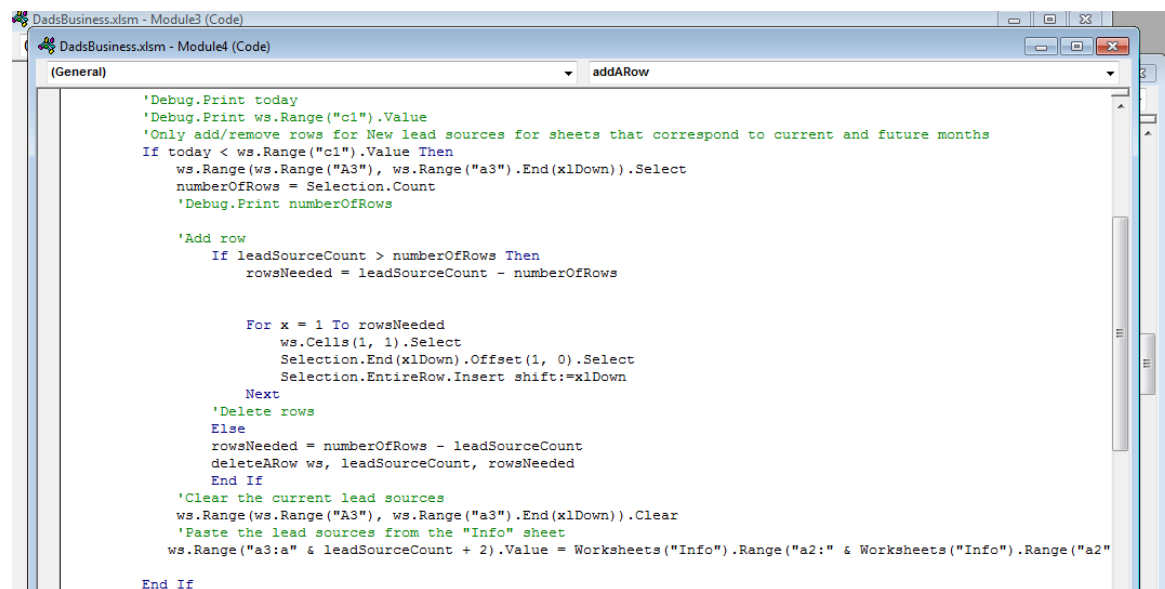 DadsBusiness.xlsm - Module3 (Code)
DadsBusiness.xlsm - Module4 (Code)
(General) addARow
'Debug.Print today
'Debug.Print ws.Range("c1").Value
'Only add/remove rows for New lead sources for sheets that correspond to current and future months
If today < ws.Range("c1").Value Then
ws.Range(ws.Range("A3"), ws.Range("a3").End(xlDown)).Select
numberOfRows = Selection.Count
'Debug.Print numberOfRows
'Add row
If leadSourceCount > numberOfRows Then
rowsNeeded = leadSourceCount - numberOfRows
For x = 1 To rowsNeeded
ws.Cells(1, 1).Select
Selection.End(xlDown).Offset(1, 0).Select
Selection.EntireRow.Insert shift:=xlDown
Next
'Delete rows
Else
rowsNeeded = numberOfRows - leadSourceCount
deleteARow ws, leadSourceCount, rowsNeeded
End If
'Clear the current lead sources
ws.Range(ws.Range("A3"), ws.Range("a3").End(xlDown)).Clear
'Paste the lead sources from the "Info" sheet
ws.Range("a3:a" & leadSourceCount + 2).Value = Worksheets("Info").Range("a2:" & Worksheets("Info").Range("a2"
End If